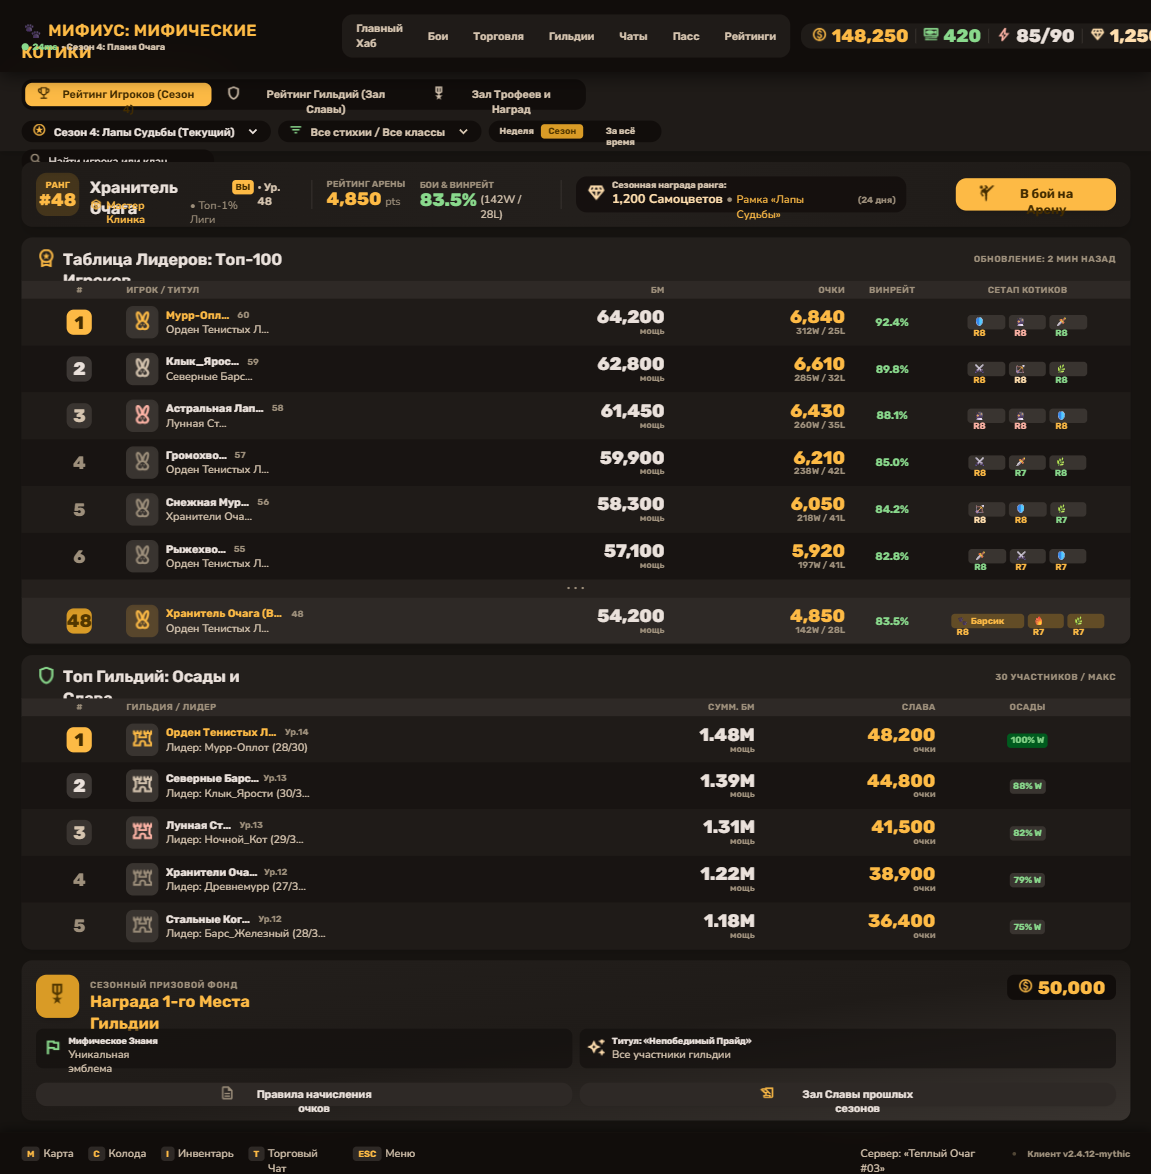 МИФИУС: МИФИЧЕСКИЕ
КОТИКИ
Сезон 4: Пламя Очага
Главный
Хаб
Бои
Торговля
Гильдии
Чаты
Пасс
Рейтинги
148,250
420
85/90
Рейтинг Игроков (Сезон
Рейтинг Гильдий (Зал
Славы)
Зал Трофеев и
Наград
Сезон 4: Лапы Судьбы (Текущий)
Все стихии / Все классы
Неделя
Сезон
За всё
время
Найти игрока или клан
РАНГ
#48
Хранитель
Очага
ВЫ
• Ур.
48
Мастер
Клинка
• Топ-1%
Лиги
РЕЙТИНГ АРЕНЫ
4,850 pts
БОИ & ВИНРЕЙТ
83.5% (142W /
28L)
Сезонная награда ранга:
1,200 Самоцветов • Рамка «Лапы
Судьбы»
(24 дня)
В бой на
Арену
Таблица Лидеров: Топ-100
Игроков
ОБНОВЛЕНИЕ: 2 МИН НАЗАД
# ИГРОК / ТИТУЛ БМ ОЧКИ ВИНРЕЙТ СЕТАП КОТИКОВ
1 Мурр-Опл... 60 64,200 6,840 92.4%
Орден Тенистых Л... мощь 312W / 25L R8 R8 R8
2 Клык_Ярос... 59 62,800 6,610 89.8%
Северные Барс... мощь 285W / 32L R8 R8 R8
3 Астральная Лап... 58 61,450 6,430 88.1%
Лунная Ст... мощь 260W / 35L R8 R8 R8
4 Громохво... 57 59,900 6,210 85.0%
Орден Тенистых Л... мощь 238W / 42L R8 R7 R8
5 Снежная Мур... 56 58,300 6,050 84.2%
Хранители Оча... мощь 218W / 41L R8 R8 R7
6 Рыжехво... 55 57,100 5,920 82.8%
Орден Тенистых Л... мощь 197W / 41L R8 R7 R7
• • •
48 Хранитель Очага (В... 48 54,200 4,850 83.5% Барсик
Орден Тенистых Л... мощь 142W / 28L R8 R7 R7
Топ Гильдий: Осады и
Слава
30 УЧАСТНИКОВ / МАКС
# ГИЛЬДИЯ / ЛИДЕР СУММ. БМ СЛАВА ОСАДЫ
1 Орден Тенистых Л... Ур.14 1.48M 48,200 100% W
Лидер: Мурр-Оплот (28/30) мощь очки
2 Северные Барс... Ур.13 1.39M 44,800 88% W
Лидер: Клык_Ярости (30/3... мощь очки
3 Лунная Ст... Ур.13 1.31M 41,500 82% W
Лидер: Ночной_Кот (29/3... мощь очки
4 Хранители Оча... Ур.12 1.22M 38,900 79% W
Лидер: Древнемурр (27/3... мощь очки
5 Стальные Ког... Ур.12 1.18M 36,400 75% W
Лидер: Барс_Железный (28/3... мощь очки
СЕЗОННЫЙ ПРИЗОВОЙ ФОНД
Награда 1-го Места
Гильдии
50,000
Мифическое Знамя
Уникальная
эмблема
Титул: «Непобедимый Прайд»
Все участники гильдии
Правила начисления
очков
Зал Славы прошлых
сезонов
M Карта C Колода I Инвентарь T Торговый
Чат
ESC Меню
Сервер: «Теплый Очаг
#03»
• Клиент v2.4.12-mythic